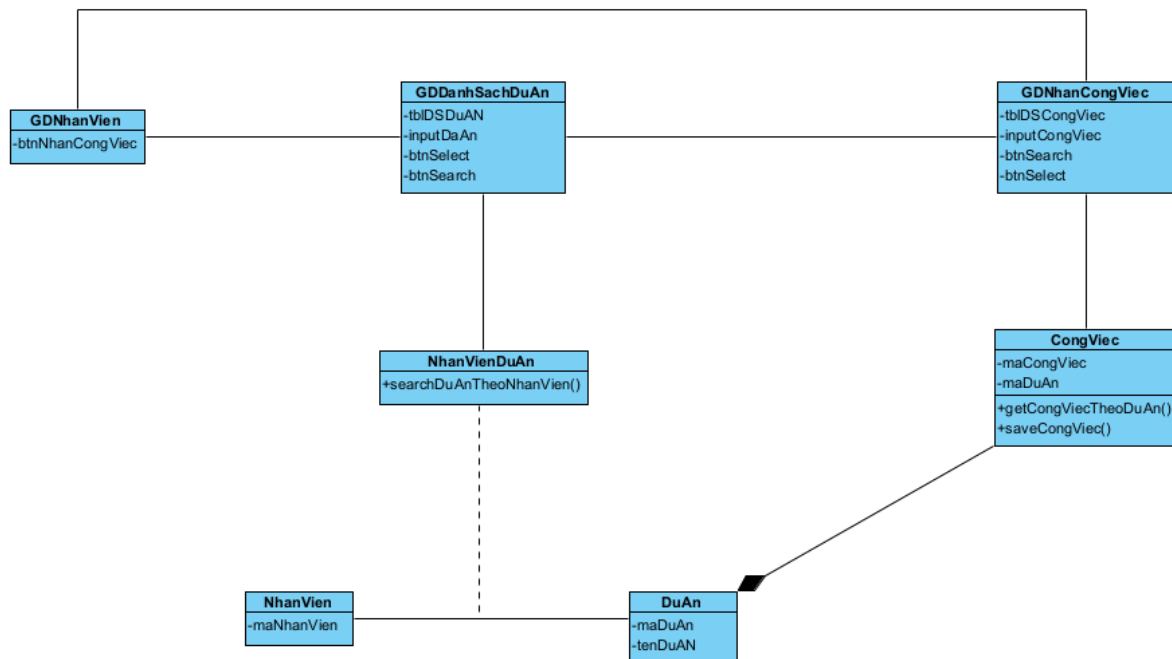 GDNhanVien
-btnNhanCongViec
GDDanhSachDuAn
-tblDSDuAN
-inputDaAn
-btnSelect
-btnSearch
GDNhanCongViec
-tblDSCongViec
-inputCongViec
-btnSearch
-btnSelect
NhanVienDuAn
+searchDuAnTheoNhanVien()
CongViec
-maCongViec
-maDuAn
+getCongViecTheoDuAn()
+saveCongViec()
NhanVien
-maNhanVien
DuAn
-maDuAn
-tenDuAN